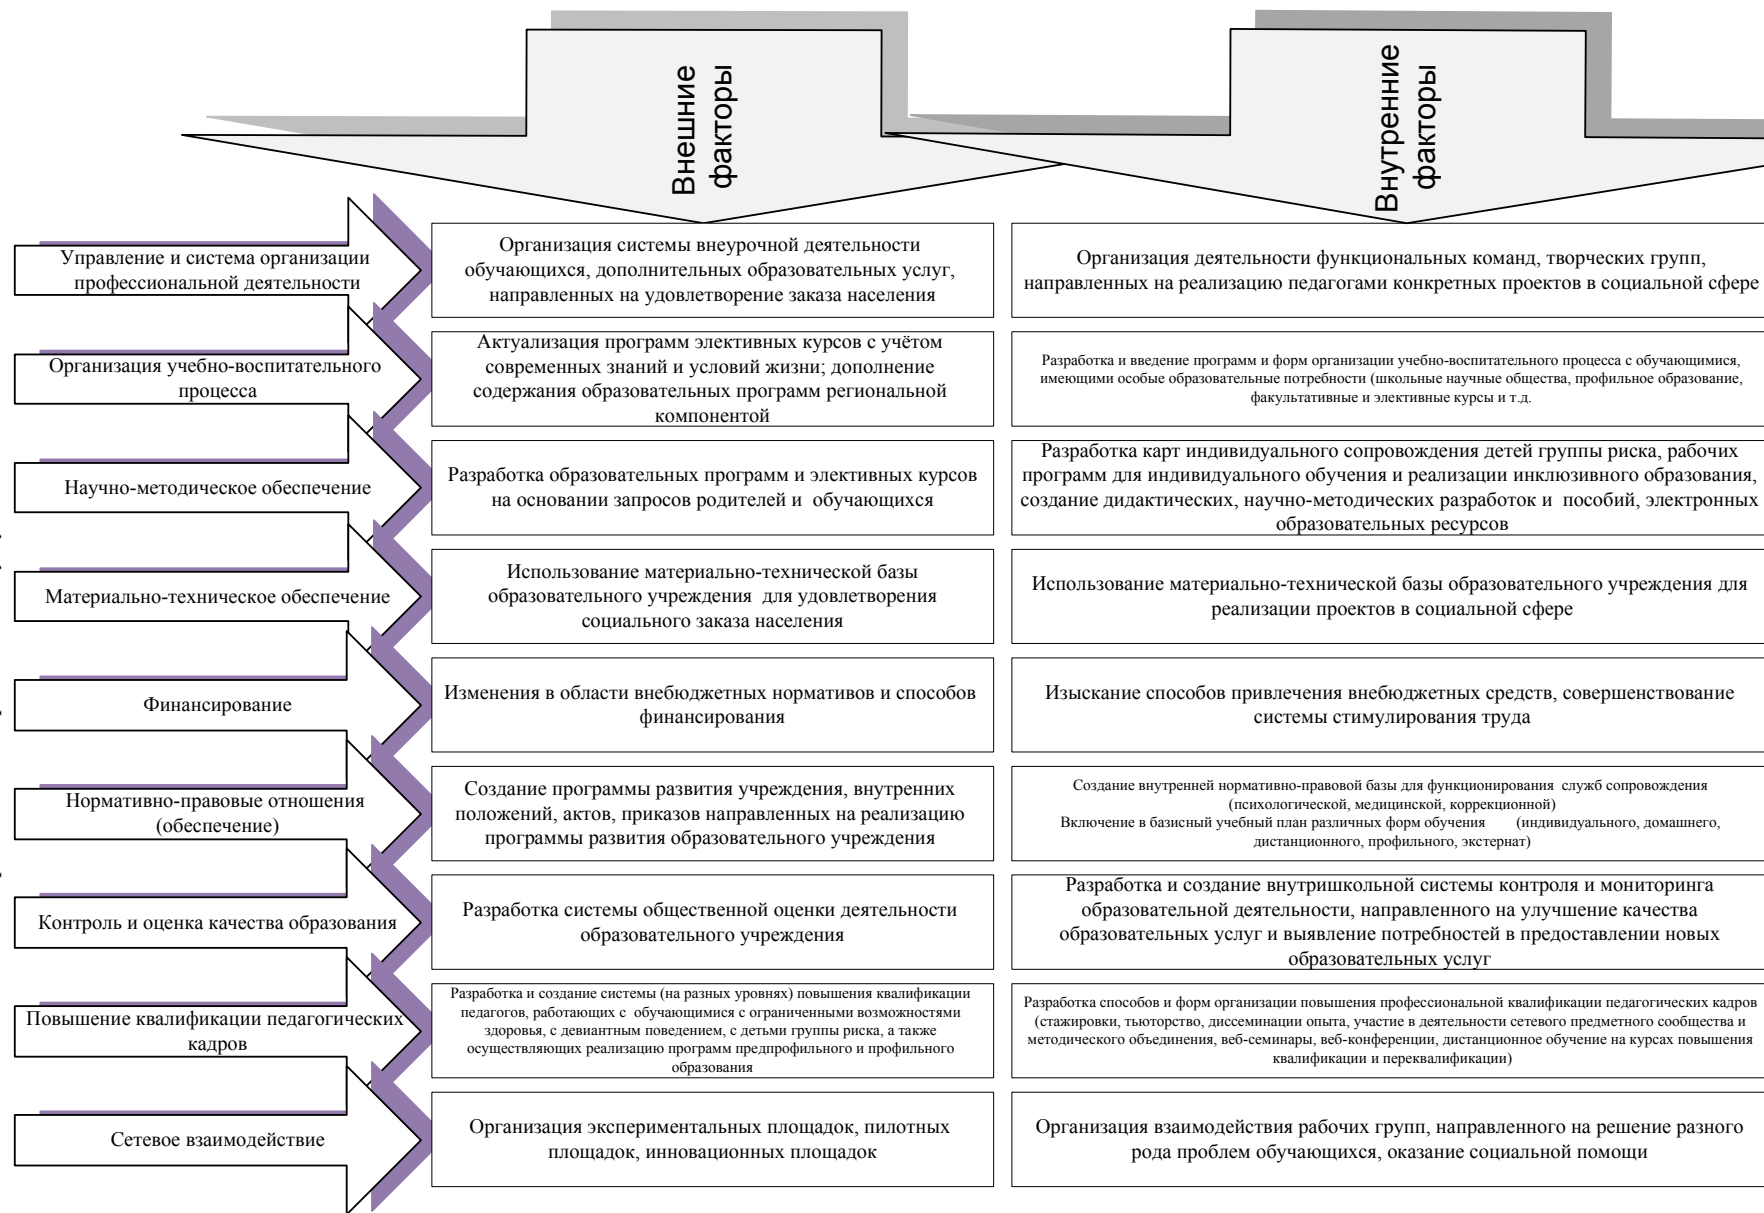 Внешние
факторы
Внутренние
факторы
Управление и система организации
профессиональной деятельности
Организация системы внеурочной деятельности
обучающихся, дополнительных образовательных услуг,
направленных на удовлетворение заказа населения
Организация деятельности функциональных команд, творческих групп,
направленных на реализацию педагогами конкретных проектов в социальной сфере
Организация учебно-воспитательного
процесса
Актуализация программ элективных курсов с учётом
современных знаний и условий жизни; дополнение
содержания образовательных программ региональной
компонентой
Разработка и введение программ и форм организации учебно-воспитательного процесса с обучающимися,
имеющими особые образовательные потребности (школьные научные общества, профильное образование,
факультативные и элективные курсы и т.д.
Научно-методическое обеспечение
Разработка образовательных программ и элективных курсов
на основании запросов родителей и обучающихся
Разработка карт индивидуального сопровождения детей группы риска, рабочих
программ для индивидуального обучения и реализации инклюзивного образования,
создание дидактических, научно-методических разработок и пособий, электронных
образовательных ресурсов
Материально-техническое обеспечение
Использование материально-технической базы
образовательного учреждения для удовлетворения
социального заказа населения
Использование материально-технической базы образовательного учреждения для
реализации проектов в социальной сфере
Финансирование
Изменения в области внебюджетных нормативов и способов
финансирования
Изыскание способов привлечения внебюджетных средств, совершенствование
системы стимулирования труда
Нормативно-правовые отношения
(обеспечение)
Создание программы развития учреждения, внутренних
положений, актов, приказов направленных на реализацию
программы развития образовательного учреждения
Создание внутренней нормативно-правовой базы для функционирования служб сопровождения
(психологической, медицинской, коррекционной)
Включение в базисный учебный план различных форм обучения (индивидуального, домашнего,
дистанционного, профильного, экстернат)
Контроль и оценка качества образования
Разработка системы общественной оценки деятельности
образовательного учреждения
Разработка и создание внутришкольной системы контроля и мониторинга
образовательной деятельности, направленного на улучшение качества
образовательных услуг и выявление потребностей в предоставлении новых
образовательных услуг
Повышение квалификации педагогических
кадров
Разработка и создание системы (на разных уровнях) повышения квалификации
педагогов, работающих с обучающимися с ограниченными возможностями
здоровья, с девиантным поведением, с детьми группы риска, а также
осуществляющих реализацию программ предпрофильного и профильного
образования
Разработка способов и форм организации повышения профессиональной квалификации педагогических кадров
(стажировки, тьюторство, диссеминации опыта, участие в деятельности сетевого предметного сообщества и
методического объединения, веб-семинары, веб-конференции, дистанционное обучение на курсах повышения
квалификации и переквалификации)
Сетевое взаимодействие
Организация экспериментальных площадок, пилотных
площадок, инновационных площадок
Организация взаимодействия рабочих групп, направленного на решение разного
рода проблем обучающихся, оказание социальной помощи